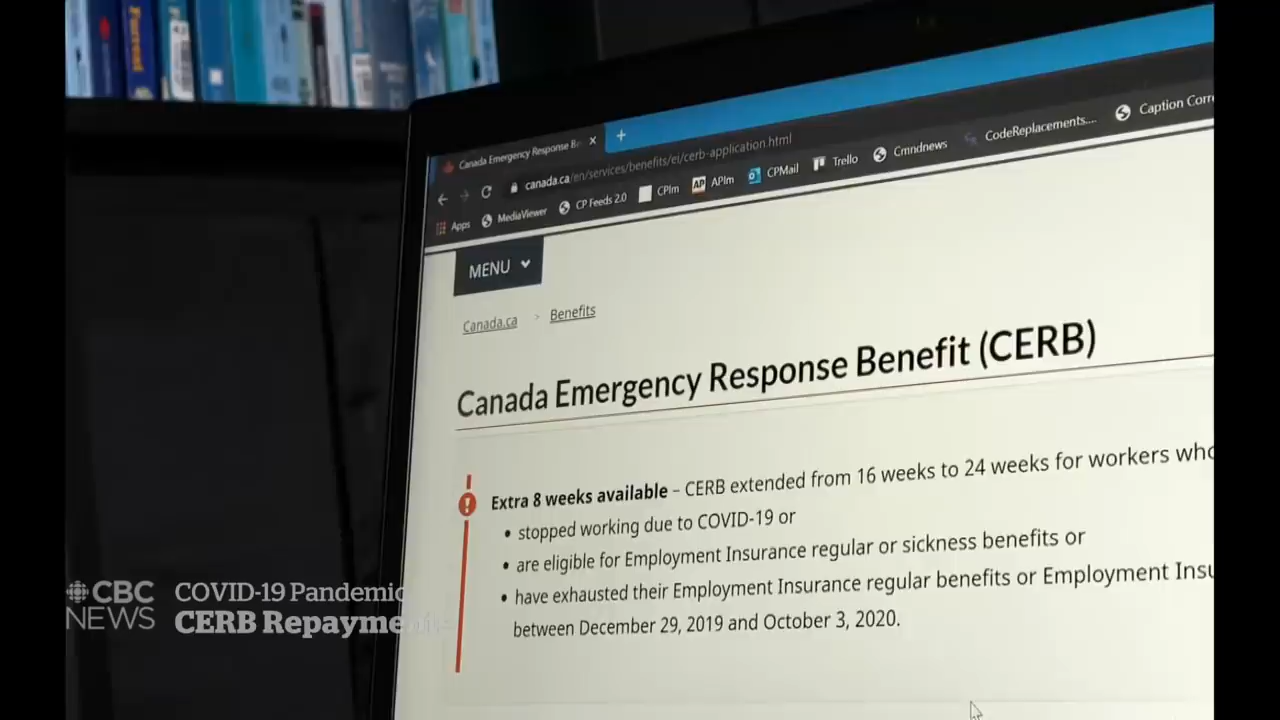 Forrest
Canada Emergency Response Be
canada.ca/en/services/benefits/ei/cerb-application.html
Apps MediaViewer CP Feeds 2.0 CPIm AP APIm CPMail Trello Cmndnews CodeReplacements.... Caption Corr
MENU
Canada.ca > Benefits
Canada Emergency Response Benefit (CERB)
Extra 8 weeks available – CERB extended from 16 weeks to 24 weeks for workers who
• stopped working due to COVID-19 or
• are eligible for Employment Insurance regular or sickness benefits or
• have exhausted their Employment Insurance regular benefits or Employment Insu
between December 29, 2019 and October 3, 2020.
CBC NEWS
COVID-19 Pandemic
CERB Repayment